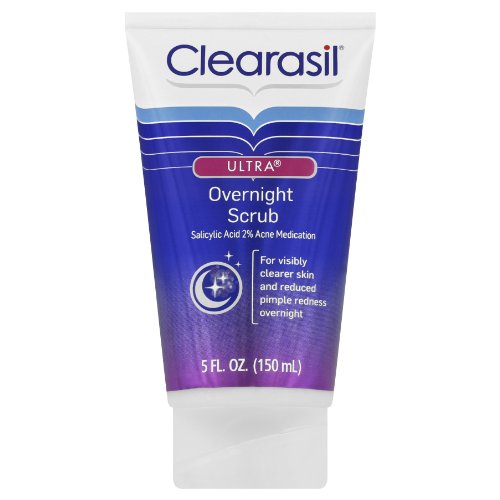 Clearasil®
ULTRA®
Overnight
Scrub
Salicylic Acid 2% Acne Medication
For visibly
clearer skin
and reduced
pimple redness
overnight
5 FL. OZ. (150 mL)